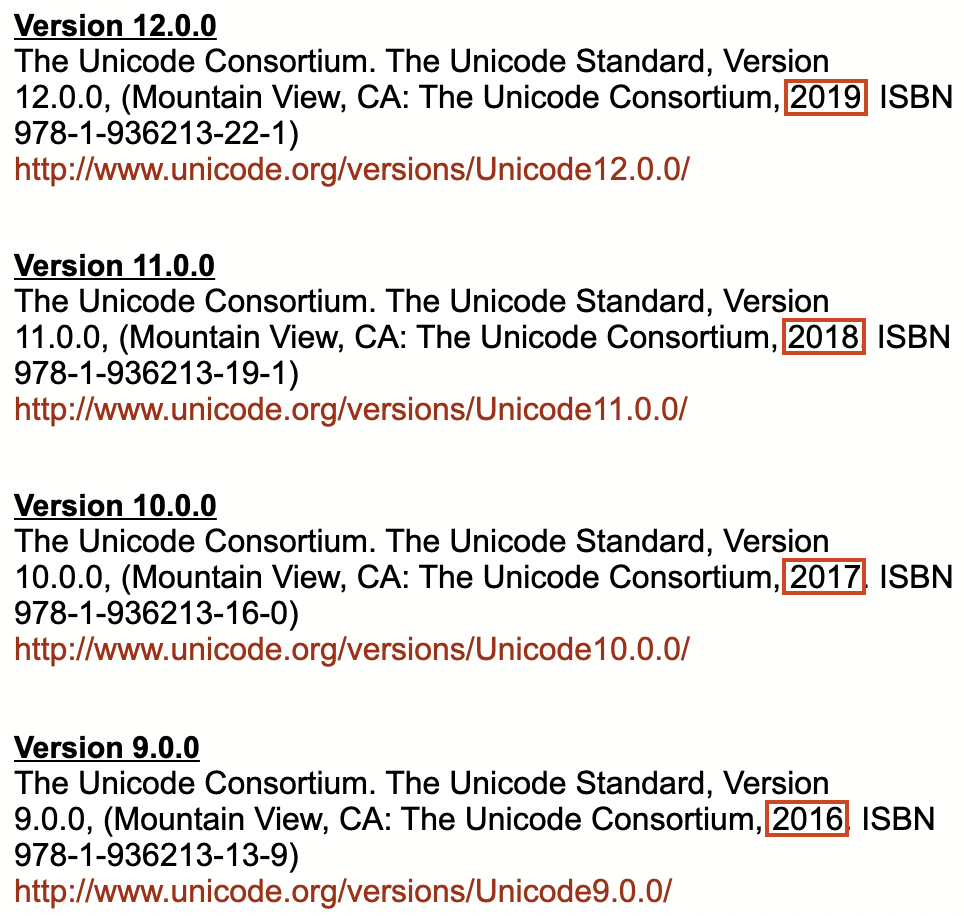 Version 12.0.0
The Unicode Consortium. The Unicode Standard, Version
12.0.0, (Mountain View, CA: The Unicode Consortium, 2019. ISBN
978-1-936213-22-1)
http://www.unicode.org/versions/Unicode12.0.0/
Version 11.0.0
The Unicode Consortium. The Unicode Standard, Version
11.0.0, (Mountain View, CA: The Unicode Consortium, 2018. ISBN
978-1-936213-19-1)
http://www.unicode.org/versions/Unicode11.0.0/
Version 10.0.0
The Unicode Consortium. The Unicode Standard, Version
10.0.0, (Mountain View, CA: The Unicode Consortium, 2017. ISBN
978-1-936213-16-0)
http://www.unicode.org/versions/Unicode10.0.0/
Version 9.0.0
The Unicode Consortium. The Unicode Standard, Version
9.0.0, (Mountain View, CA: The Unicode Consortium, 2016. ISBN
978-1-936213-13-9)
http://www.unicode.org/versions/Unicode9.0.0/